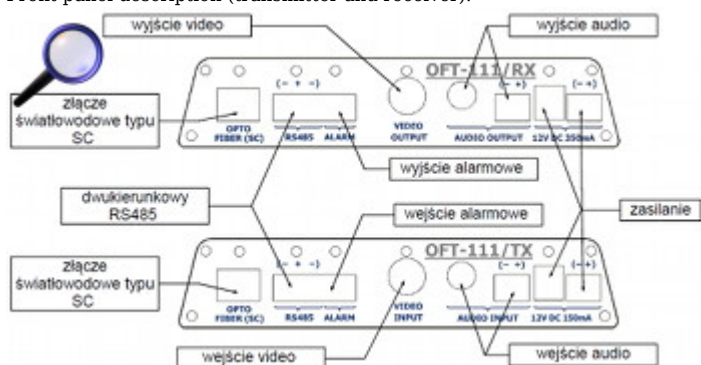 Front panel description (transmitter and receiver):
wyjście video
wyjście audio
OFT-111/RX
(- + -)
(- +)
(- +)
złącze
światłowodowe typu
SC
OPTO
FIBER (SC)
RS485
ALARM
VIDEO
OUTPUT
AUDIO OUTPUT
12V DC 350mA
wyjście alarmowe
dwukierunkowy
RS485
wejście alarmowe
zasilanie
OFT-111/TX
(- + -)
(- +)
(- +)
złącze
światłowodowe typu
SC
OPTO
FIBER (SC)
RS485
ALARM
VIDEO
INPUT
AUDIO INPUT
12V DC 150mA
wejście video
wejście audio